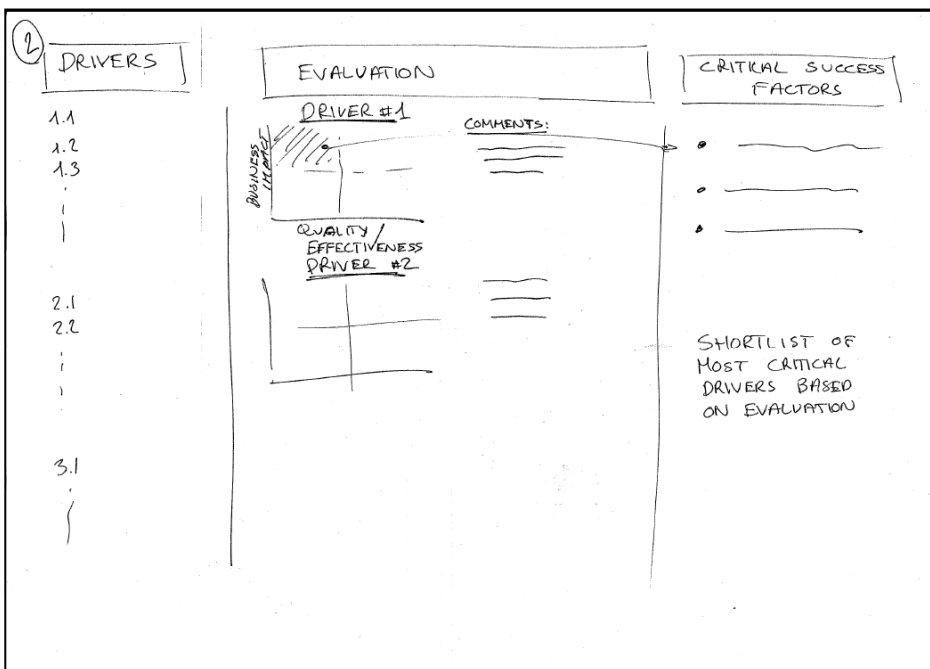 2
DRIVERS
1.1
1.2
1.3
2.1
2.2
3.1
EVALUATION
DRIVER #1
BUSINESS
IMPACT
QUALITY/
EFFECTIVENESS
COMMENTS:
DRIVER #2
CRITICAL SUCCESS
FACTORS
SHORTLIST OF
MOST CRITICAL
DRIVERS BASED
ON EVALUATION